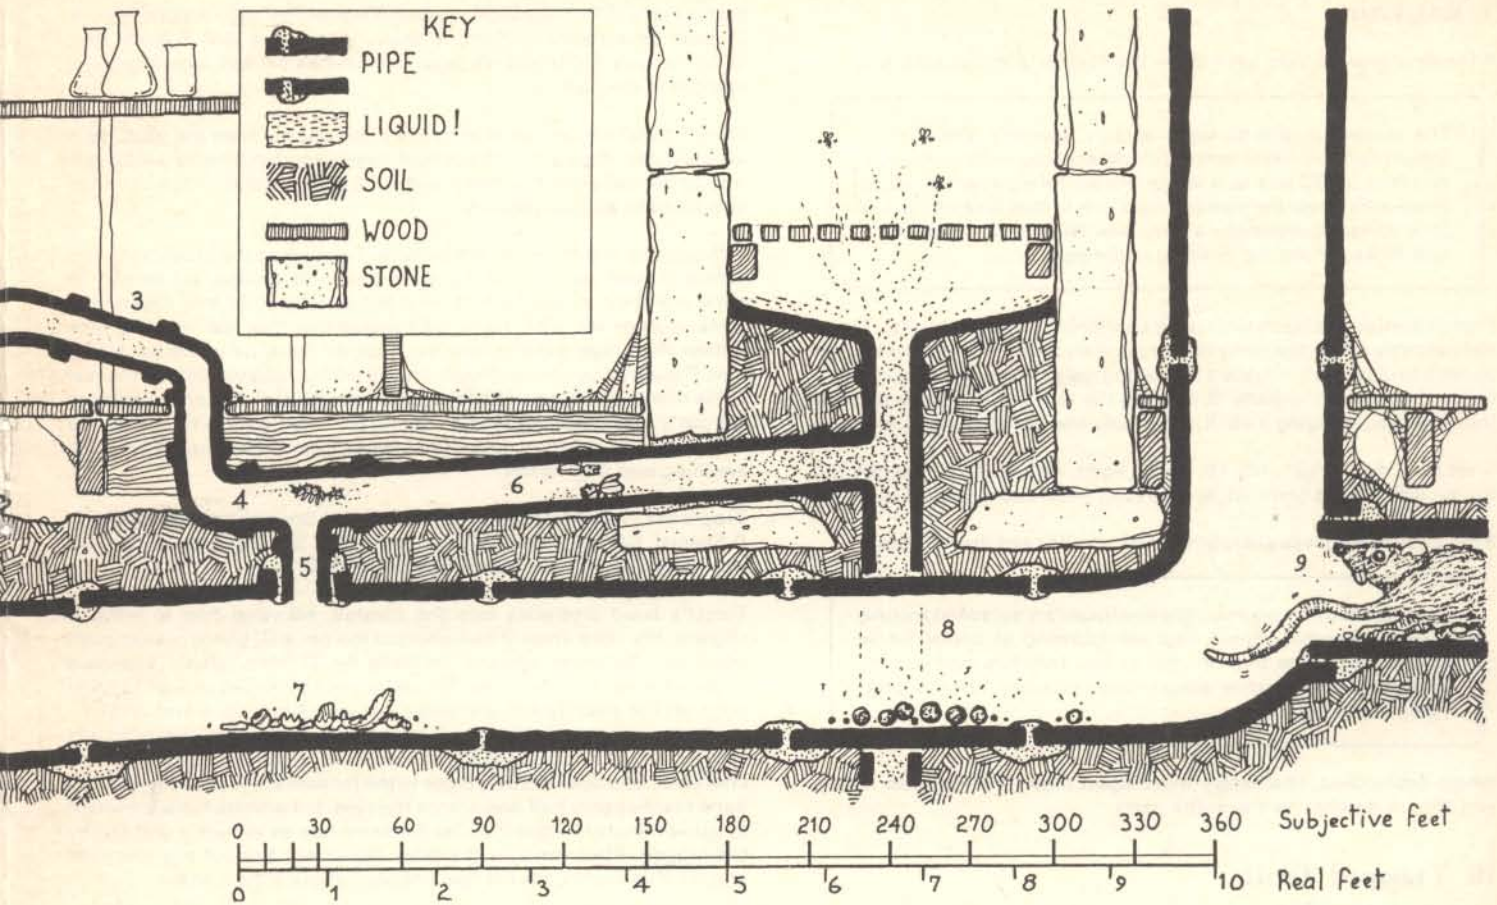 KEY
PIPE
LIQUID!
SOIL
WOOD
STONE
3
4
6
5
9
8
7
0 30 60 90 120 150 180 210 240 270 300 330 360 Subjective feet
0 1 2 3 4 5 6 7 8 9 10 Real feet